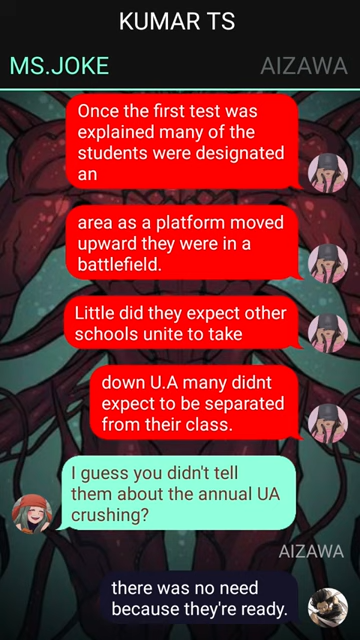 KUMAR TS
MS.JOKE
AIZAWA
Once the first test was
explained many of the
students were designated
an
area as a platform moved
upward they were in a
battlefield.
Little did they expect other
schools unite to take
down U.A many didnt
expect to be separated
from their class.
I guess you didn't tell
them about the annual UA
crushing?
AIZAWA
there was no need
because they're ready.